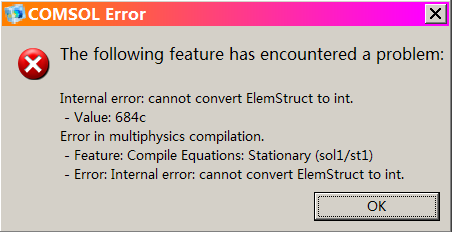 COMSOL Error
The following feature has encountered a problem:
Internal error: cannot convert ElemStruct to int.
- Value: 684c
Error in multiphysics compilation.
- Feature: Compile Equations: Stationary (sol1/st1)
- Error: Internal error: cannot convert ElemStruct to int.
OK